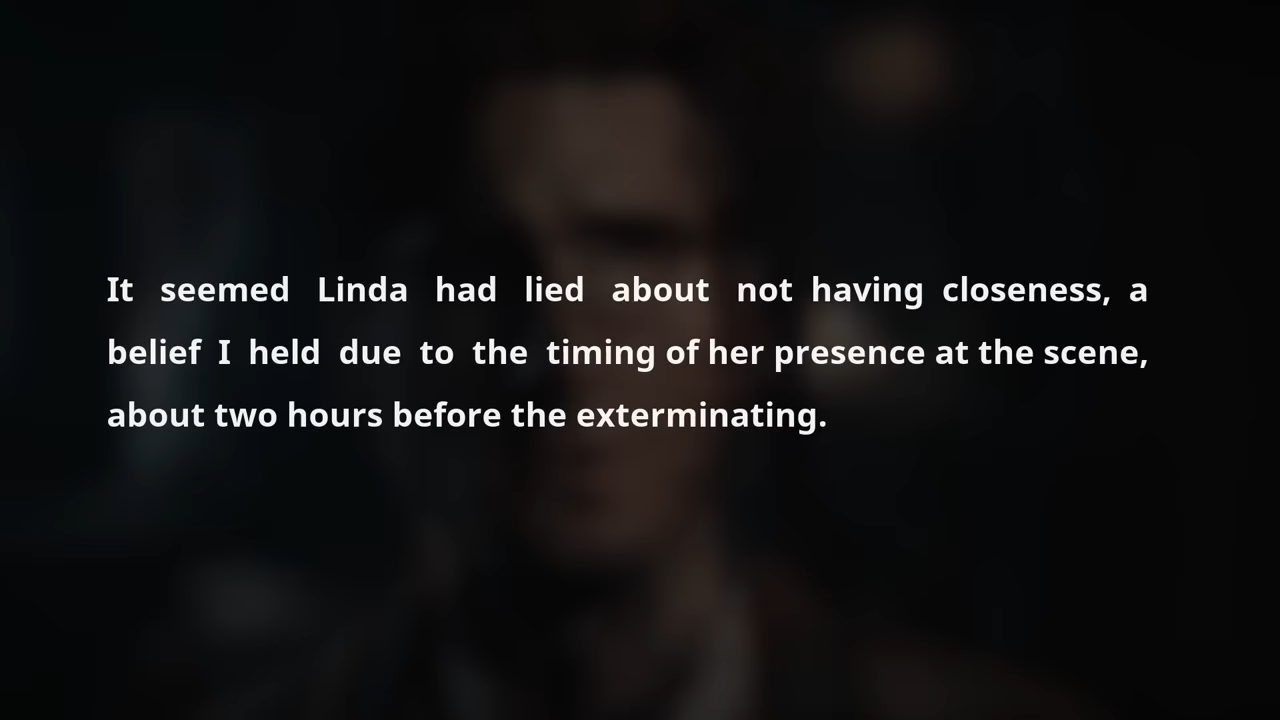 It seemed Linda had lied about not having closeness, a
belief I held due to the timing of her presence at the scene,
about two hours before the exterminating.